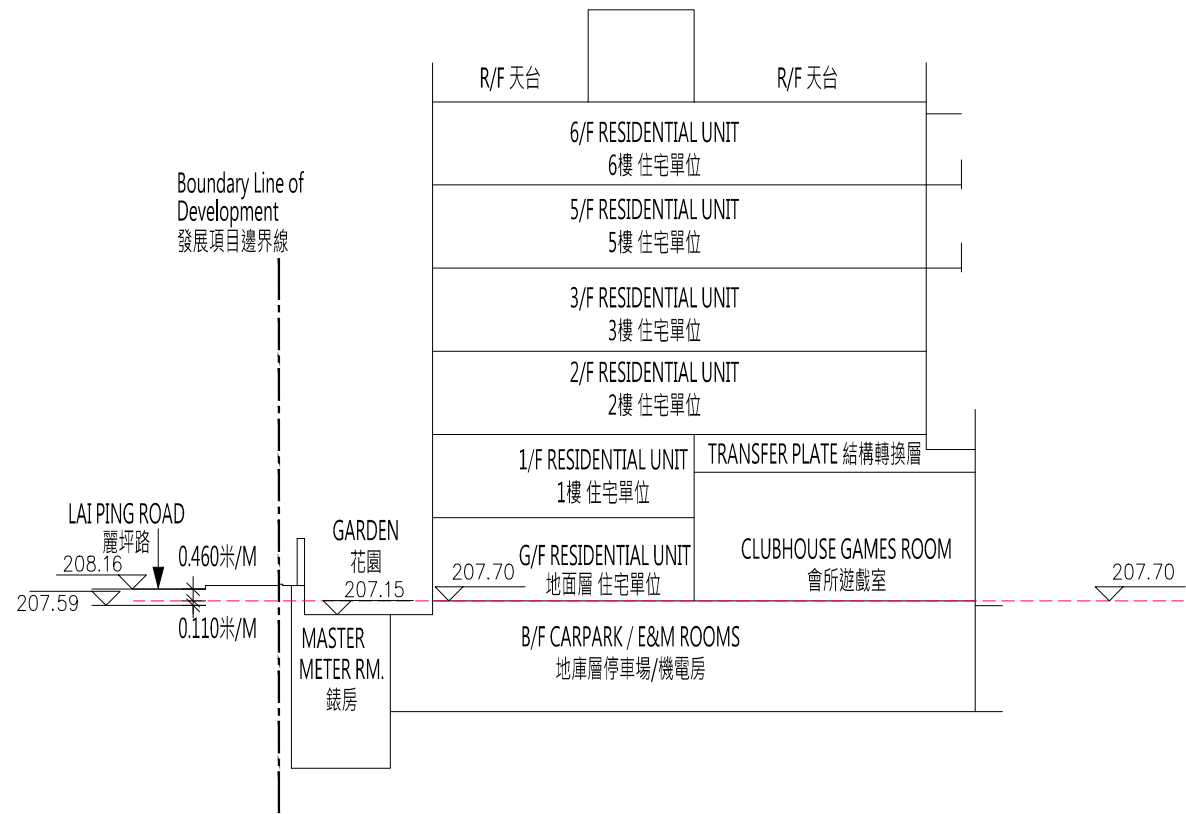 R/F 天台
R/F 天台
6/F RESIDENTIAL UNIT
6樓 住宅單位
Boundary Line of
Development
發展項目邊界線
5/F RESIDENTIAL UNIT
5樓 住宅單位
3/F RESIDENTIAL UNIT
3樓 住宅單位
2/F RESIDENTIAL UNIT
2樓 住宅單位
1/F RESIDENTIAL UNIT
1樓 住宅單位
TRANSFER PLATE 結構轉換層
LAI PING ROAD
麗坪路
208.16
0.460米/M
207.59
0.110米/M
GARDEN
花園
207.15
G/F RESIDENTIAL UNIT
地面層 住宅單位
207.70
CLUBHOUSE GAMES ROOM
會所遊戲室
207.70
MASTER
METER RM.
錶房
B/F CARPARK / E&M ROOMS
地庫層停車場/機電房